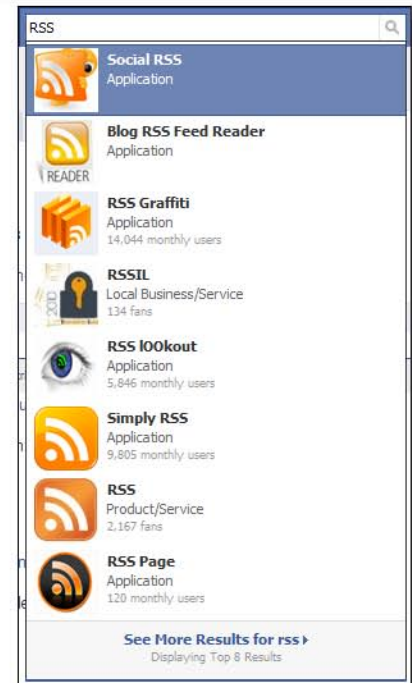 RSS
Social RSS
Application
Blog RSS Feed Reader
Application
READER
RSS Graffiti
Application
14,044 monthly users
RSSIL
Local Business/Service
134 fans
2010
RSS lOOkout
Application
5,846 monthly users
Simply RSS
Application
9,805 monthly users
RSS
Product/Service
2,167 fans
RSS Page
Application
120 monthly users
See More Results for rss
Displaying Top 8 Results